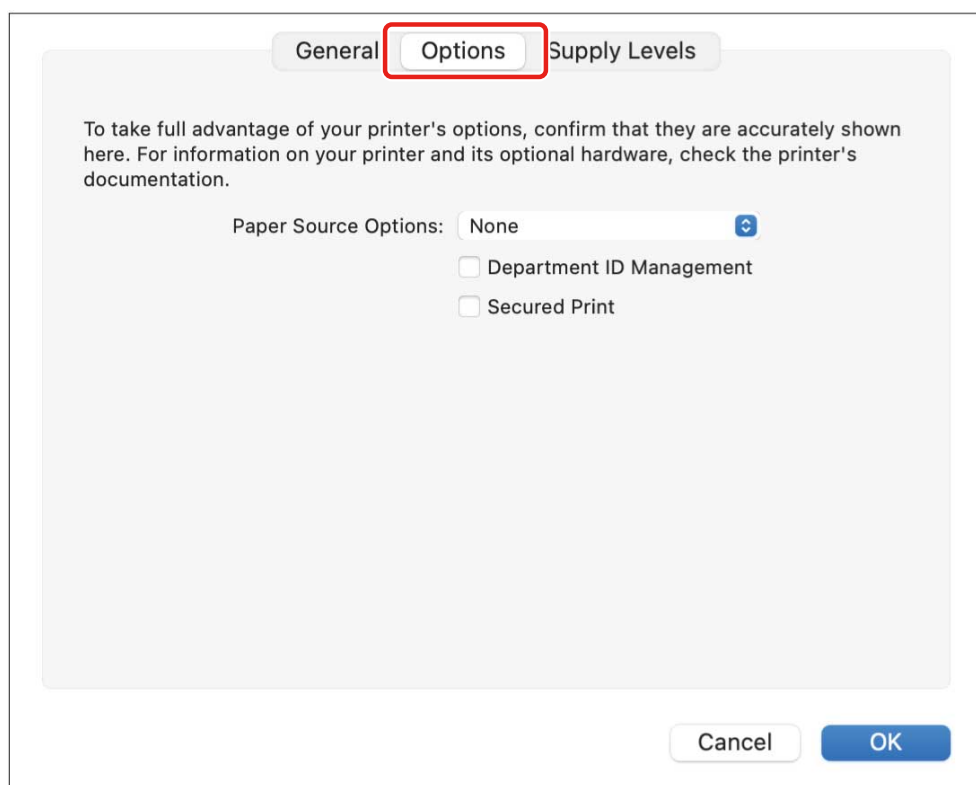 General Options Supply Levels
To take full advantage of your printer's options, confirm that they are accurately shown
here. For information on your printer and its optional hardware, check the printer's
documentation.
Paper Source Options: None
Department ID Management
Secured Print
Cancel OK